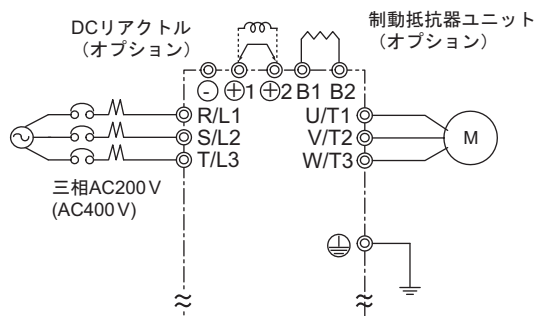 DCリアクトル
（オプション）
制動抵抗器ユニット
（オプション）
- +1 +2 B1 B2
R/L1
S/L2
T/L3
U/T1
V/T2
W/T3
M
三相AC200V
(AC400V)